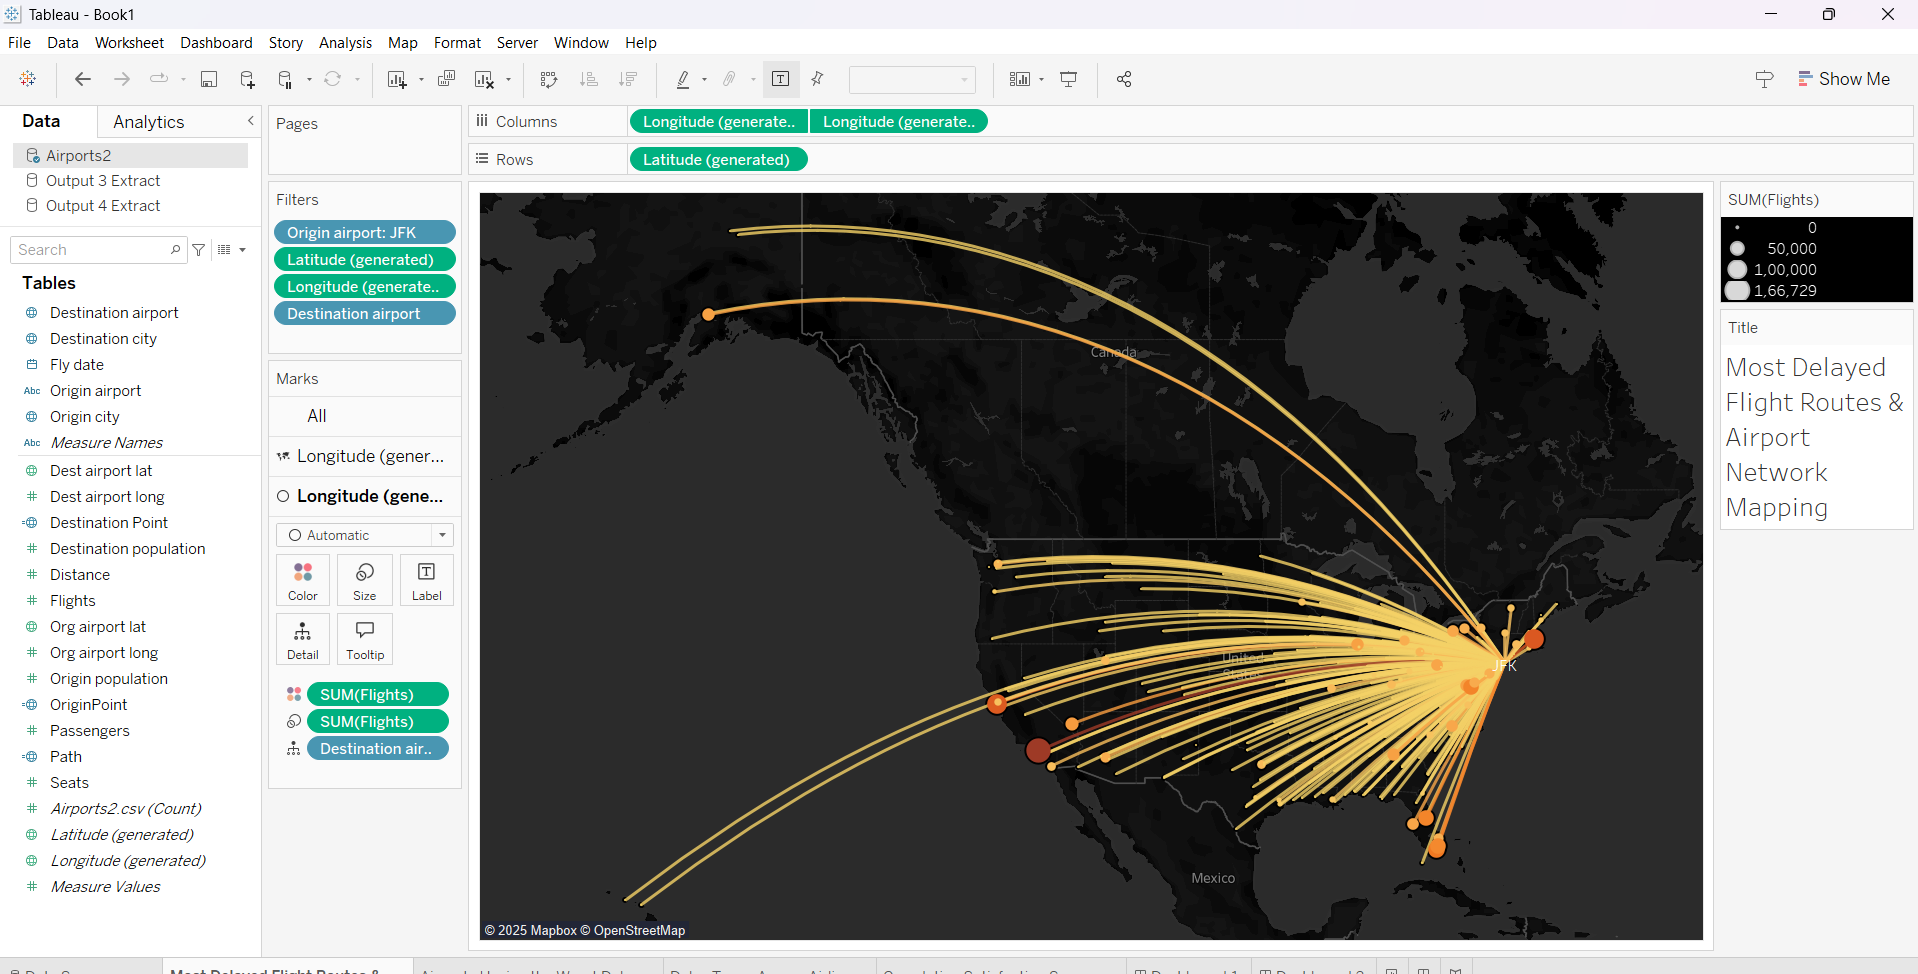 Tableau - Book1
File Data Worksheet Dashboard Story Analysis Map Format Server Window Help
Show Me
Data Analytics
Airports2
Output 3 Extract
Output 4 Extract
Search
Tables
Destination airport
Destination city
Fly date
Abc Origin airport
Origin city
Abc Measure Names
Dest airport lat
Dest airport long
Destination Point
Destination population
Distance
Flights
Org airport lat
Org airport long
Origin population
OriginPoint
Passengers
Path
Seats
Airports2.csv (Count)
Latitude (generated)
Longitude (generated)
Measure Values
Pages
Filters
Origin airport: JFK
Latitude (generated)
Longitude (generate..
Destination airport
Marks
All
Longitude (gener...
Longitude (gene...
Automatic
Color Size Label
Detail Tooltip
SUM(Flights)
SUM(Flights)
Destination air..
Columns Longitude (generate.. Longitude (generate..
Rows Latitude (generated)
Canada
United
States
JFK
Mexico
© 2025 Mapbox © OpenStreetMap
SUM(Flights)
0
50,000
1,00,000
1,66,729
Title
Most Delayed
Flight Routes &
Airport
Network
Mapping
Most Delayed Flight Routes &